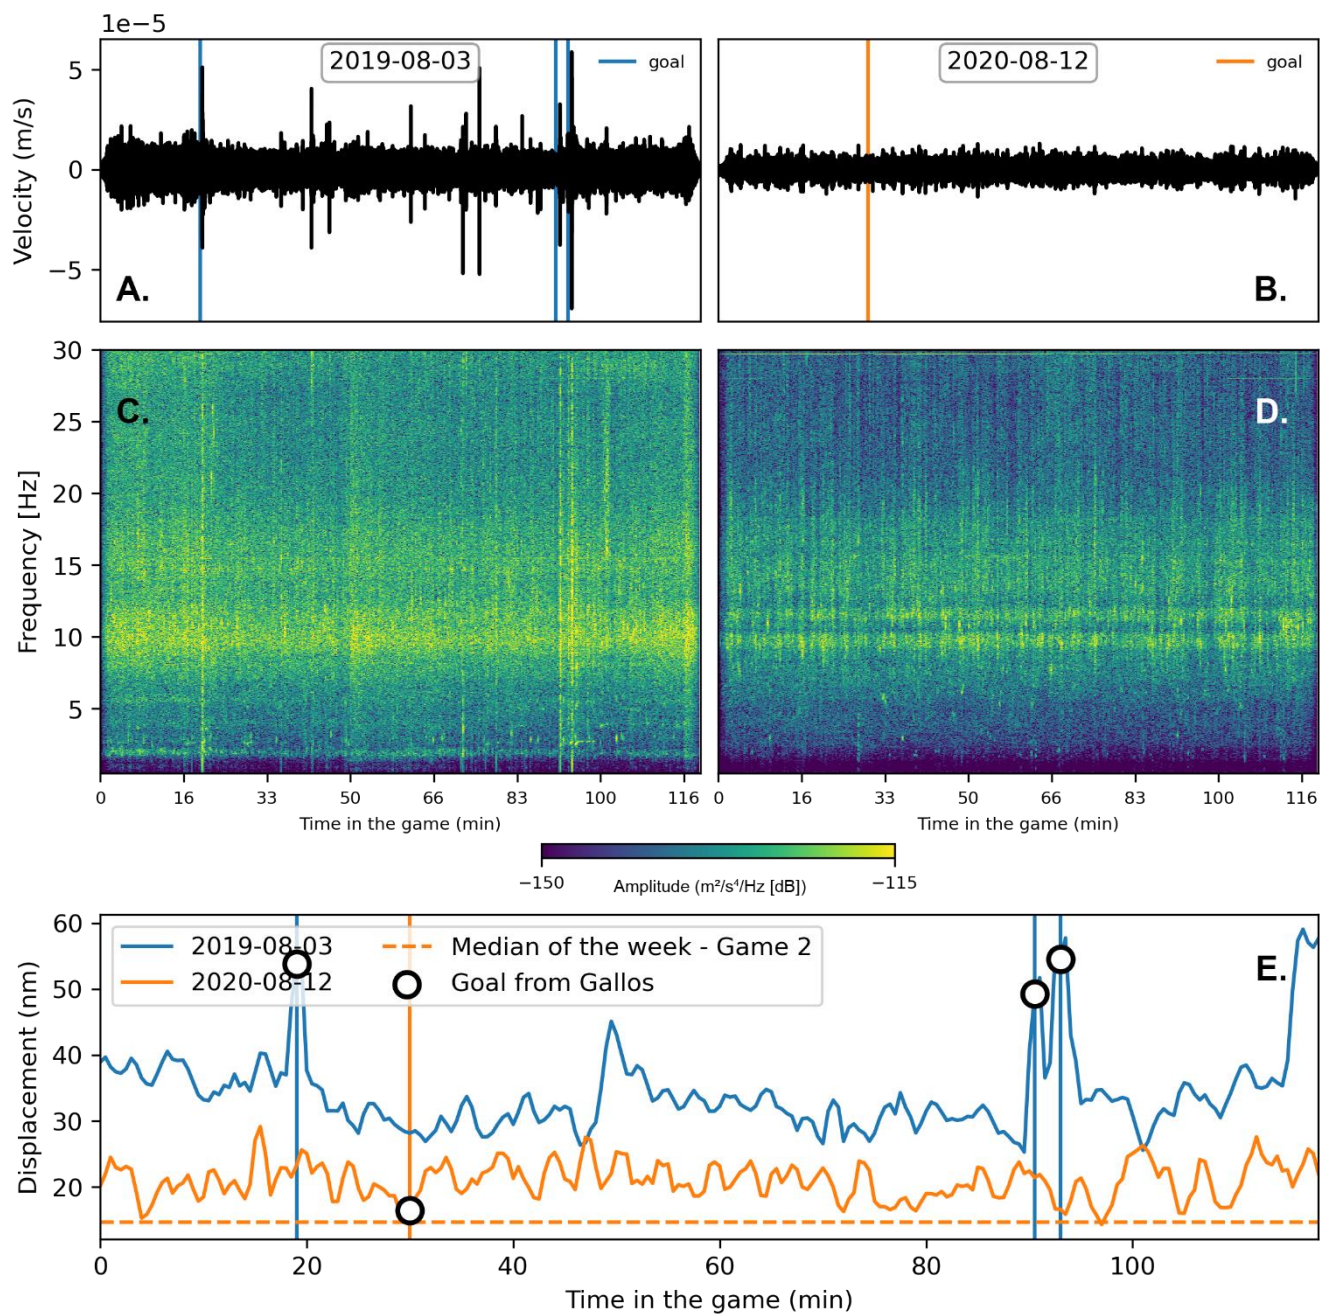 1e−5
2019-08-03
goal
2020-08-12
goal
5
0
−5
Velocity (m/s)
A.
B.
30
25
20
15
10
5
Frequency [Hz]
C.
D.
0 16 33 50 66 83 100 116
0 16 33 50 66 83 100 116
Time in the game (min)
Time in the game (min)
−150
Amplitude (m²/s⁴/Hz [dB])
−115
60
50
40
30
20
Displacement (nm)
2019-08-03
2020-08-12
Median of the week - Game 2
Goal from Gallos
E.
0 20 40 60 80 100
Time in the game (min)